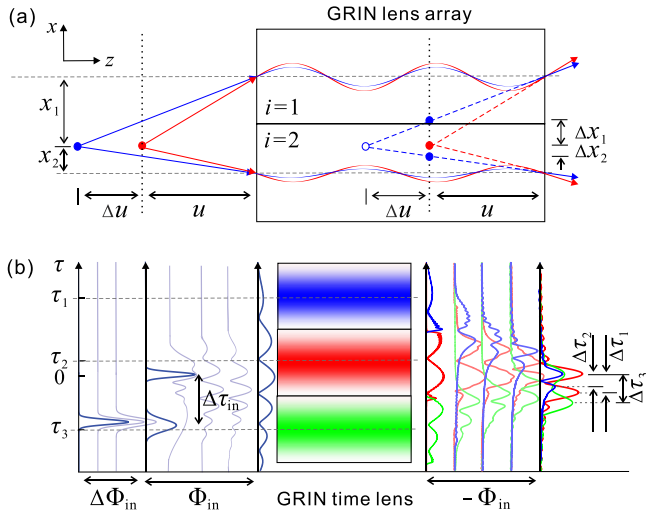 (a)
GRIN lens array
x
z
x1
x2
i=1
i=2
Δx1
Δx2
Δu
u
Δu
u
(b)
τ
τ1
τ2
0
τ3
Δτin
Δτ2
Δτ1
Δτ3
ΔΦin
Φin
GRIN time lens
−Φin